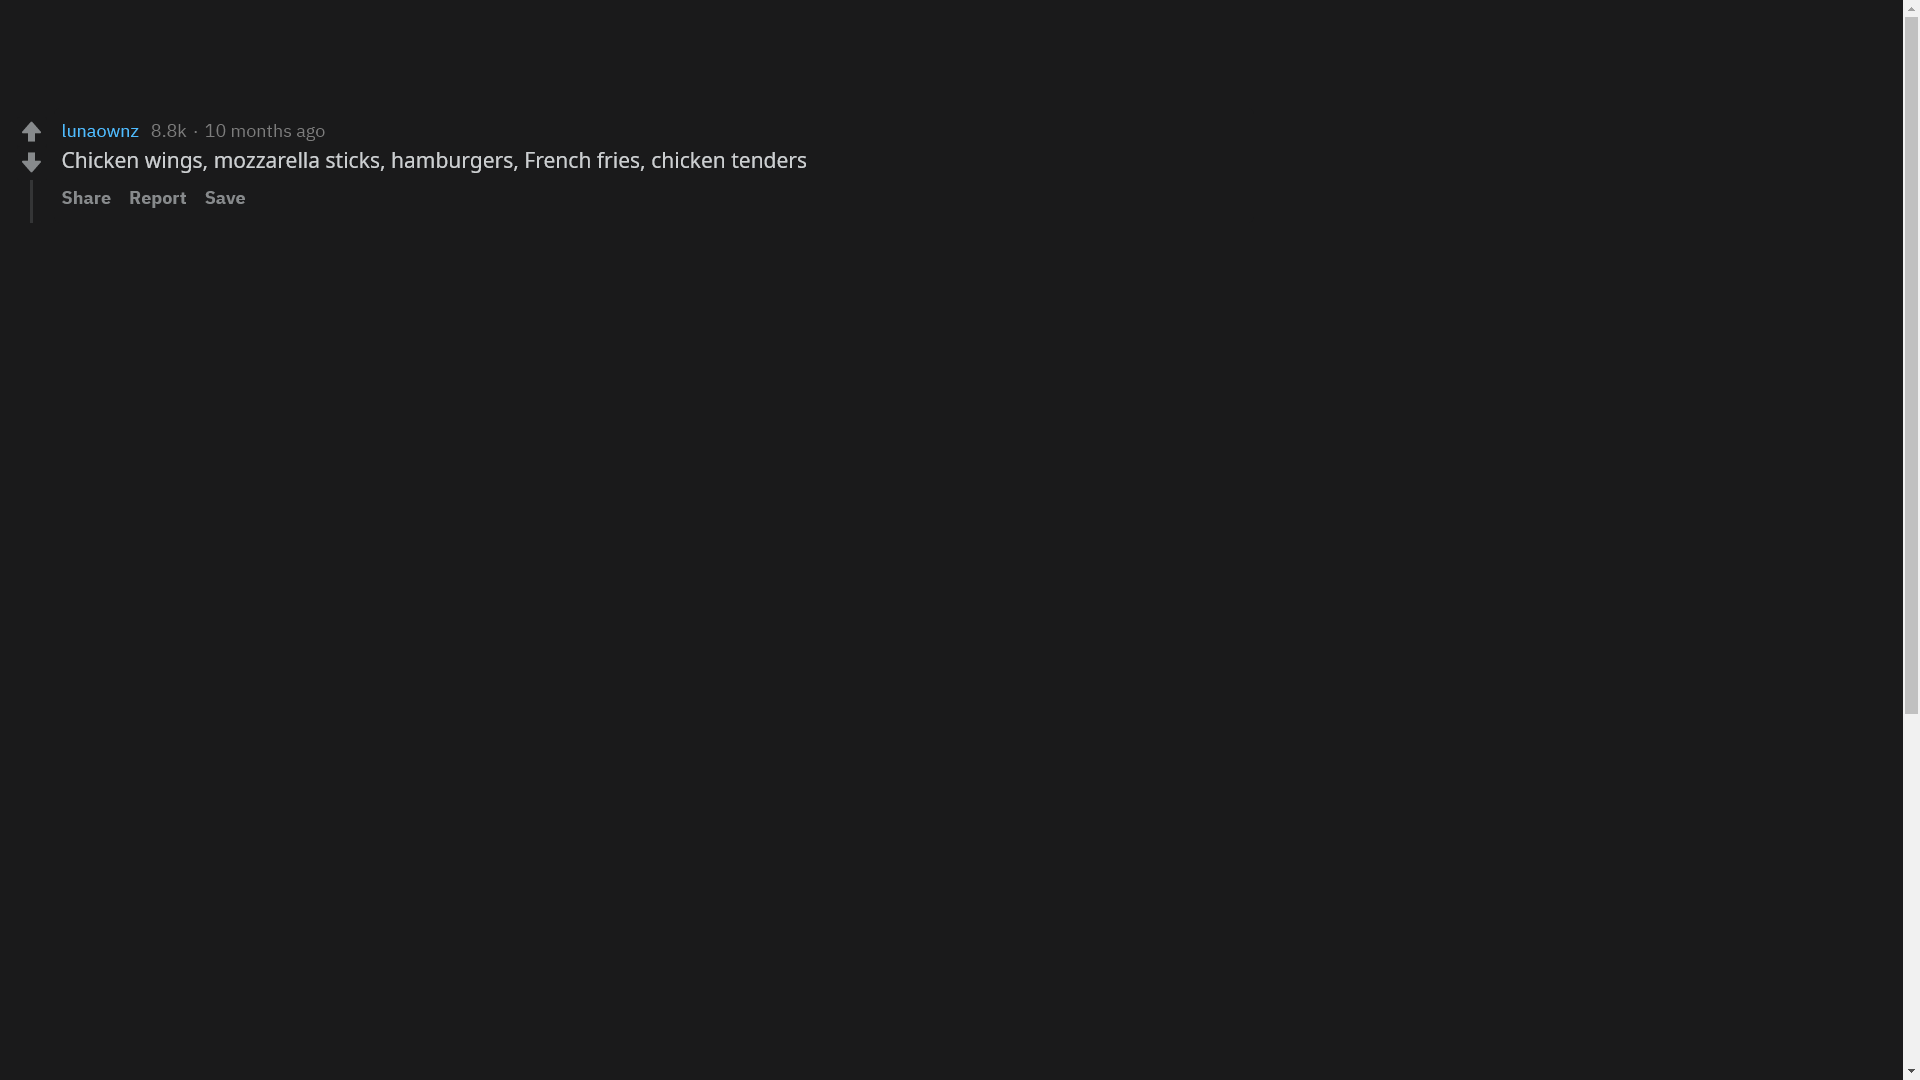 lunaownz 8.8k · 10 months ago
Chicken wings, mozzarella sticks, hamburgers, French fries, chicken tenders
Share Report Save